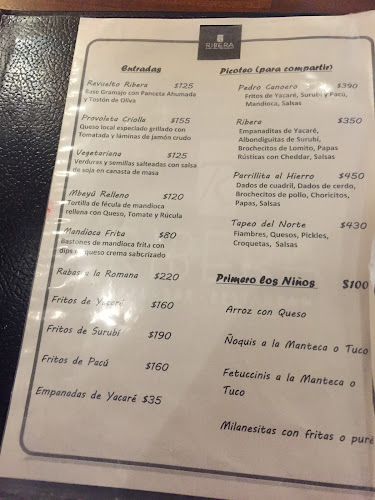 RIBERA
Entradas
Revuelto Ribera $125
Base Gramajo con Panceta Ahumada
y Tostón de Oliva
Provoleta Criolla $155
Queso local especiado grillado con
Tomatada y láminas de jamón crudo
Vegetariana $125
Verduras y semillas salteadas con salsa
de soja en canasta de masa
Mbeyú Relleno $120
Tortilla de fécula de mandioca
rellena con Queso, Tomate y Rúcula
Mandioca Frita $80
Bastones de mandioca frita con
dips de queso crema saborizado
Rabas a la Romana $220
Fritos de Yacaré $160
Fritos de Surubí $190
Fritos de Pacú $160
Empanadas de Yacaré $35
Picoteo (para compartir)
Pedro Canoero $390
Fritos de Yacaré, Surubí y Pacú,
Mandioca, Salsas
Ribera $350
Empanaditas de Yacaré,
Albondiguitas de Surubí,
Brochecitos de Lomito, Papas
Rústicas con Cheddar, Salsas
Parrillita al Hierro $450
Dados de cuadril, Dados de cerdo,
Brochecitos de pollo, Choricitos,
Papas, Salsas
Tapeo del Norte $430
Fiambres, Quesos, Pickles,
Croquetas, Salsas
Primero los Niños $100
Arroz con Queso
Ñoquis a la Manteca o Tuco
Fetuccinis a la Manteca o
Tuco
Milanesitas con fritas o puré